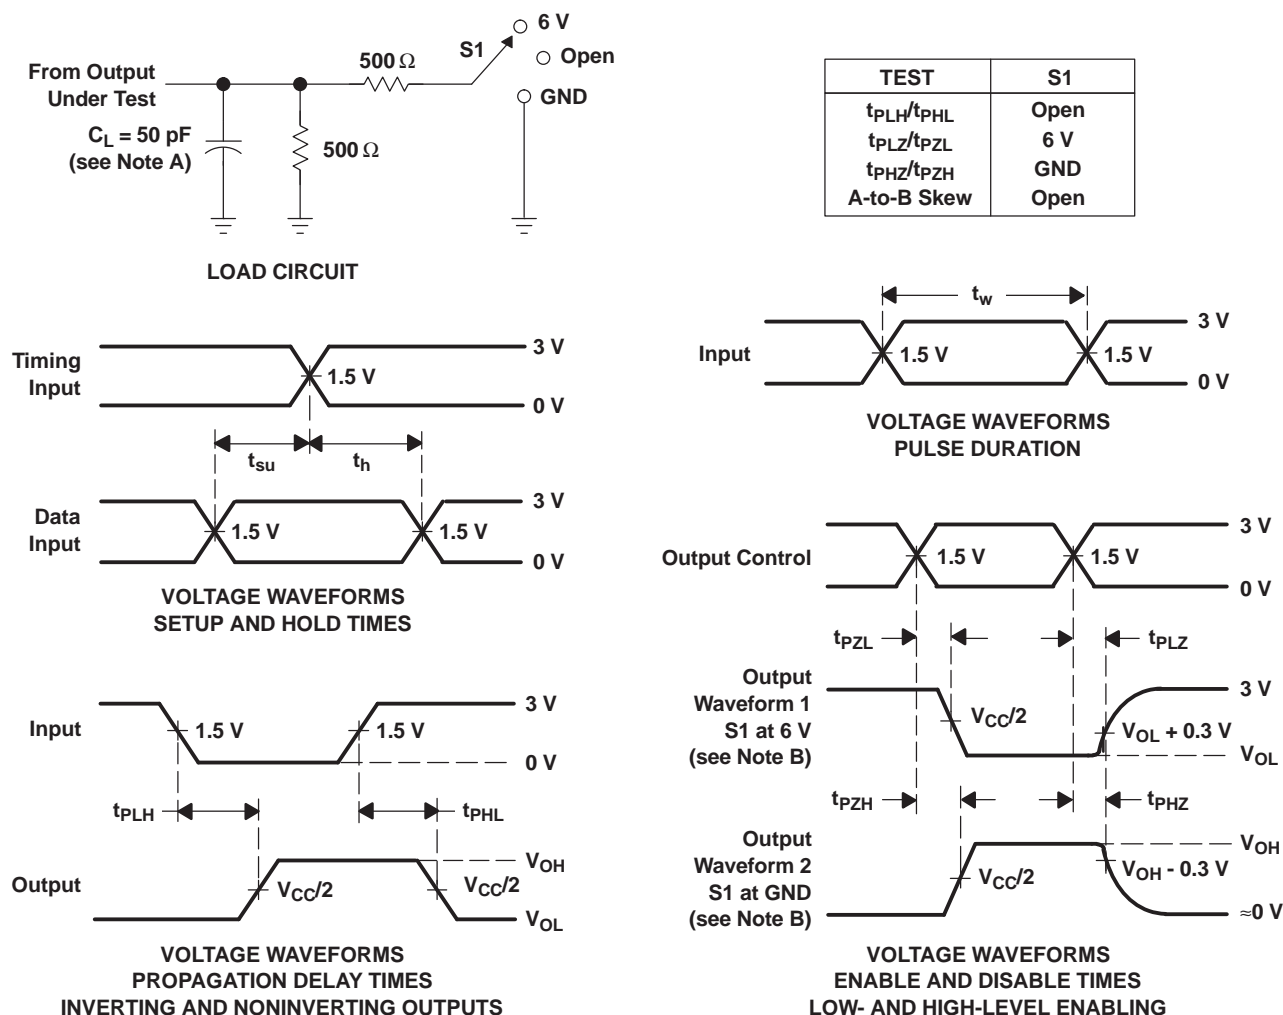 6 V
S1
500 Ω
Open
From Output
Under Test
GND
C_L = 50 pF
(see Note A)
500 Ω
LOAD CIRCUIT
TEST S1
t_PLH/t_PHL Open
t_PLZ/t_PZL 6 V
t_PHZ/t_PZH GND
A-to-B Skew Open
t_w
3 V
Input
1.5 V 1.5 V
0 V
VOLTAGE WAVEFORMS
PULSE DURATION
3 V
Timing
Input
1.5 V
0 V
t_su t_h
3 V
Data
Input
1.5 V 1.5 V
0 V
VOLTAGE WAVEFORMS
SETUP AND HOLD TIMES
3 V
Output Control
1.5 V 1.5 V
0 V
t_PZL t_PLZ
Output
Waveform 1
S1 at 6 V
(see Note B)
3 V
V_CC/2
V_OL + 0.3 V
V_OL
t_PZH t_PHZ
Output
Waveform 2
S1 at GND
(see Note B)
V_OH
V_CC/2
V_OH - 0.3 V
≈0 V
VOLTAGE WAVEFORMS
ENABLE AND DISABLE TIMES
LOW- AND HIGH-LEVEL ENABLING
3 V
Input
1.5 V 1.5 V
0 V
t_PLH t_PHL
V_OH
Output
V_CC/2 V_CC/2
V_OL
VOLTAGE WAVEFORMS
PROPAGATION DELAY TIMES
INVERTING AND NONINVERTING OUTPUTS